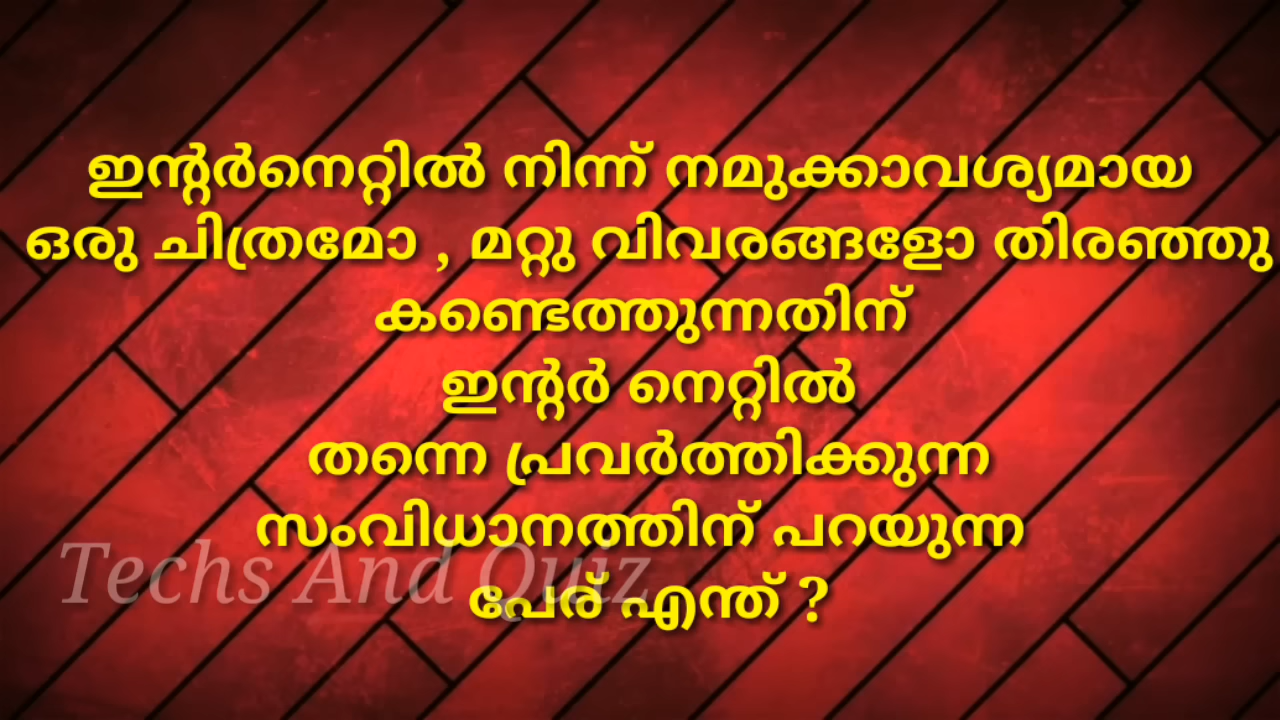 ഇന്റർനെറ്റിൽ നിന്ന് നമുക്കാവശ്യമായ
ഒരു ചിത്രമോ , മറ്റു വിവരങ്ങളോ തിരഞ്ഞു
കണ്ടെത്തുന്നതിന്
ഇന്റർ നെറ്റിൽ
തന്നെ പ്രവർത്തിക്കുന്ന
സംവിധാനത്തിന് പറയുന്ന
Techs And Quiz
പേര് എന്ത് ?